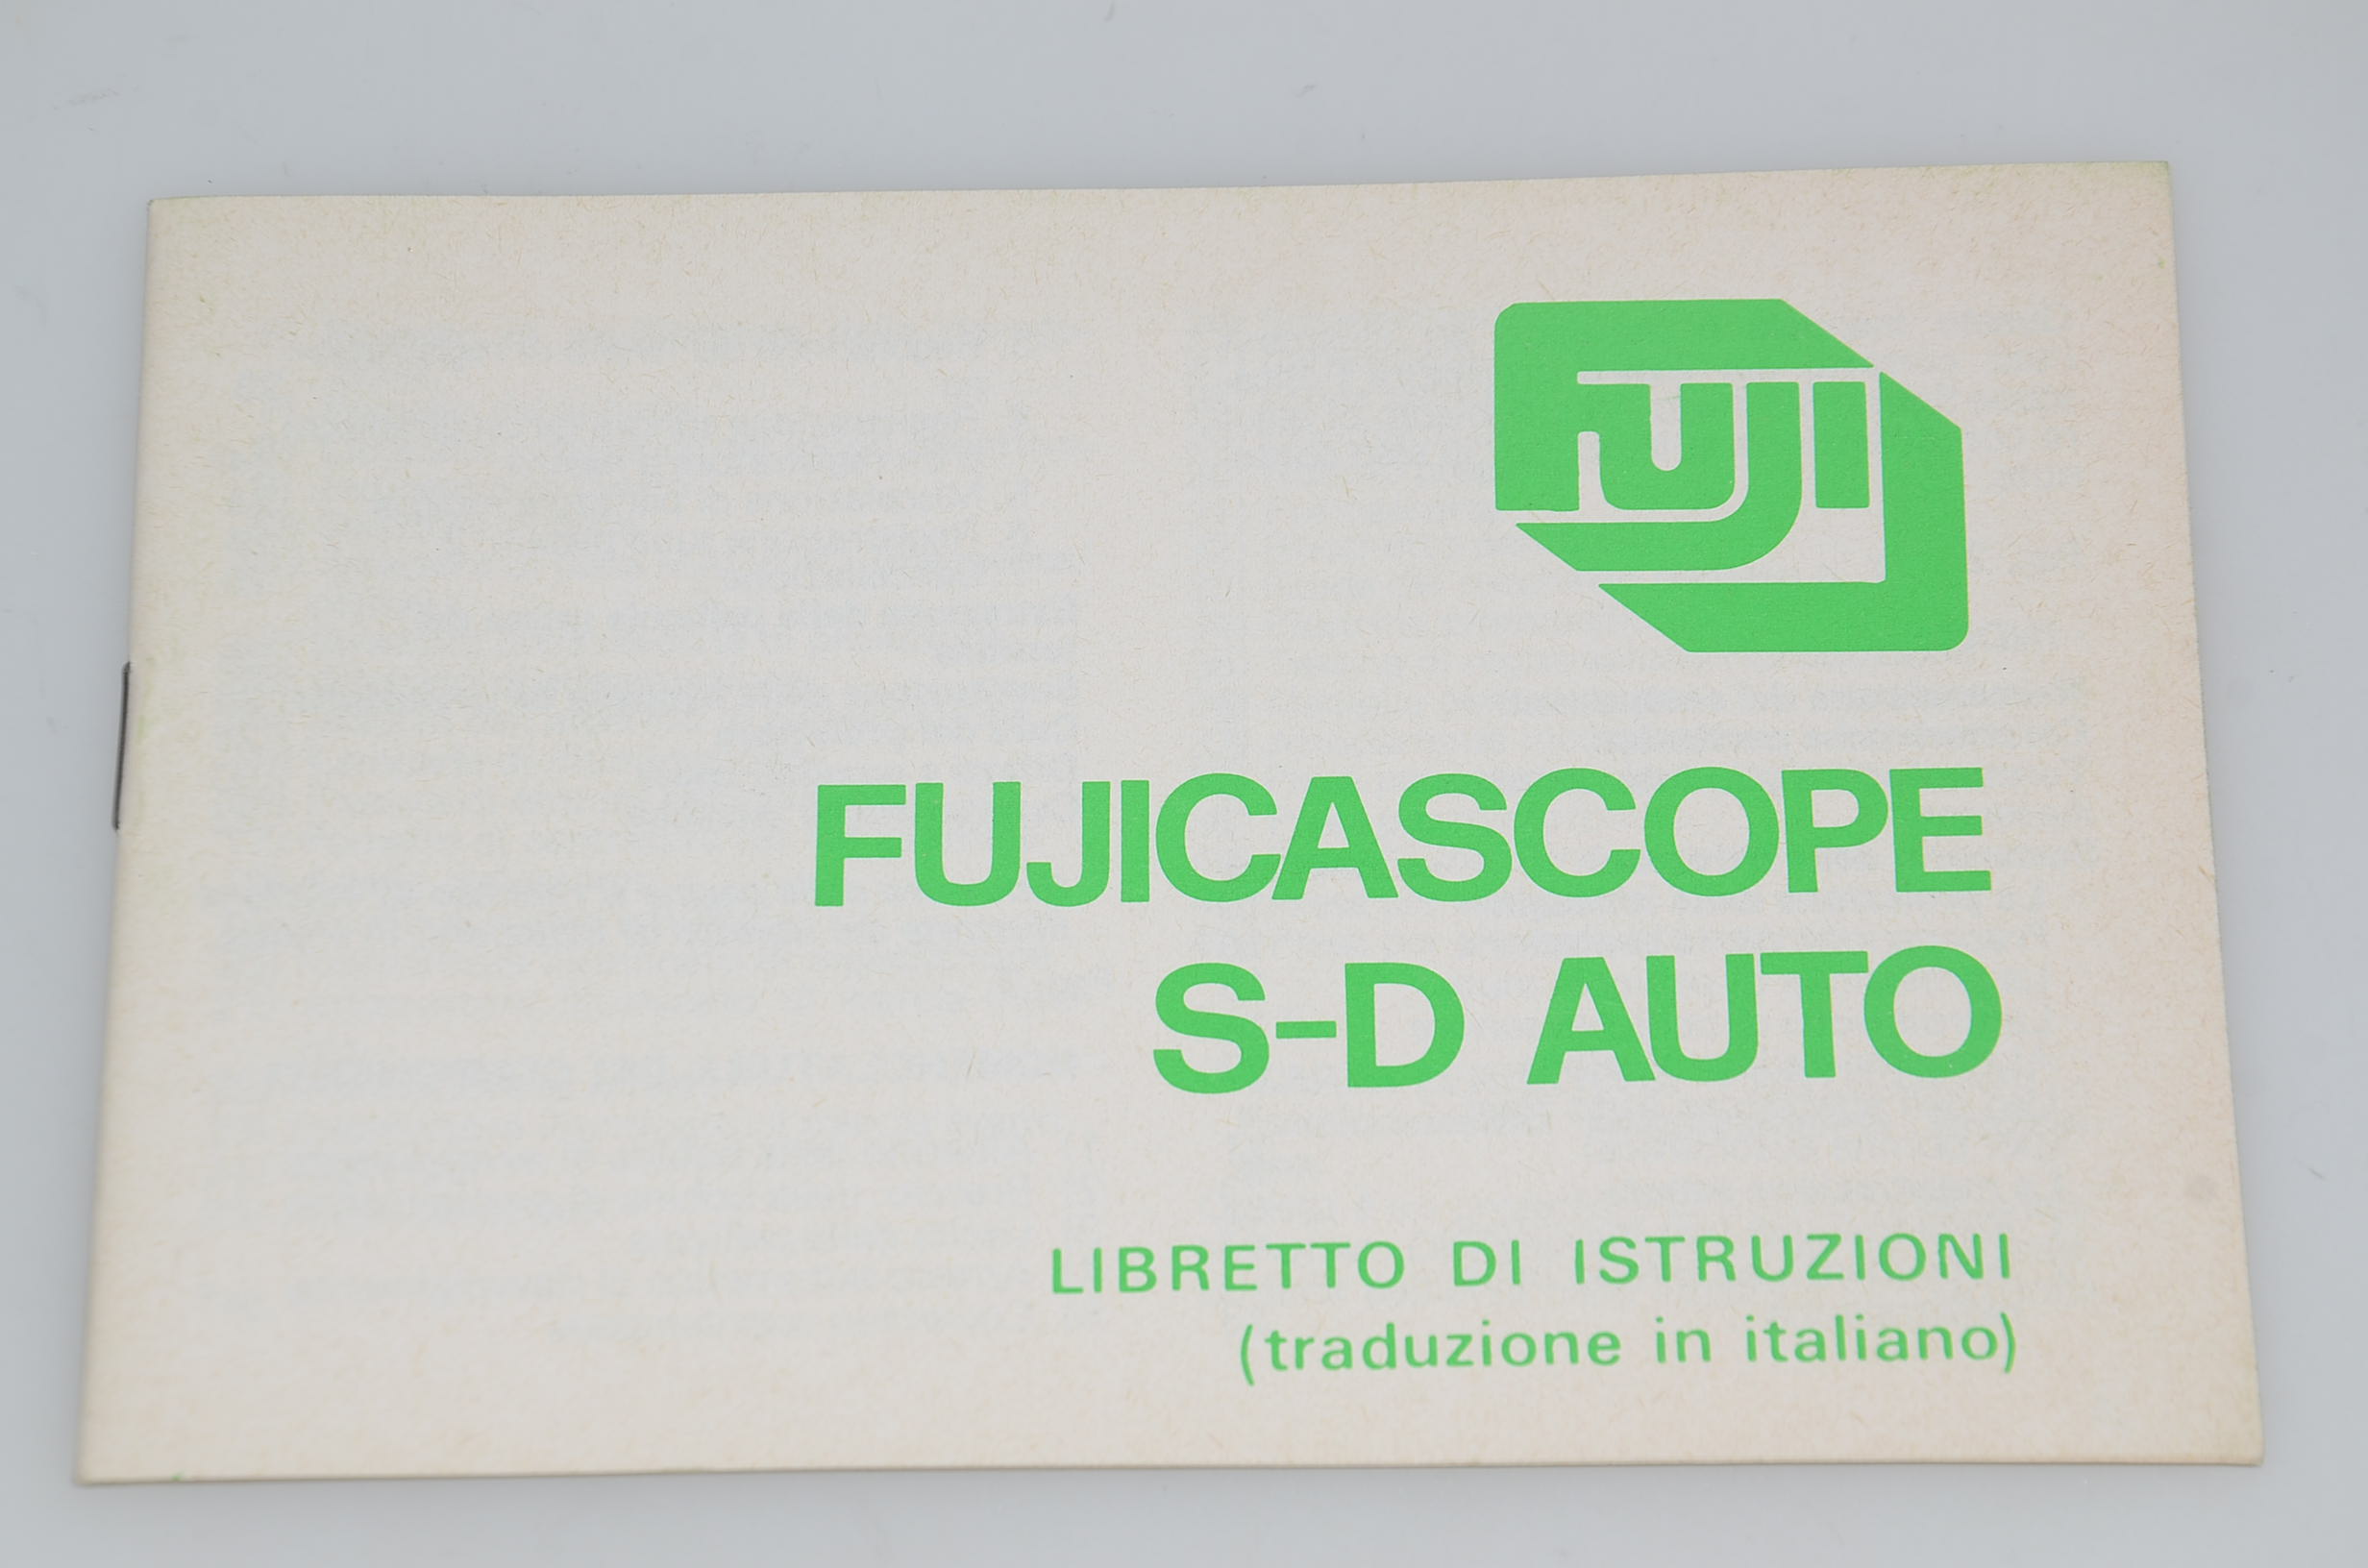 FUJI
FUJICASCOPE
S-D AUTO
LIBRETTO DI ISTRUZIONI
(traduzione in italiano)